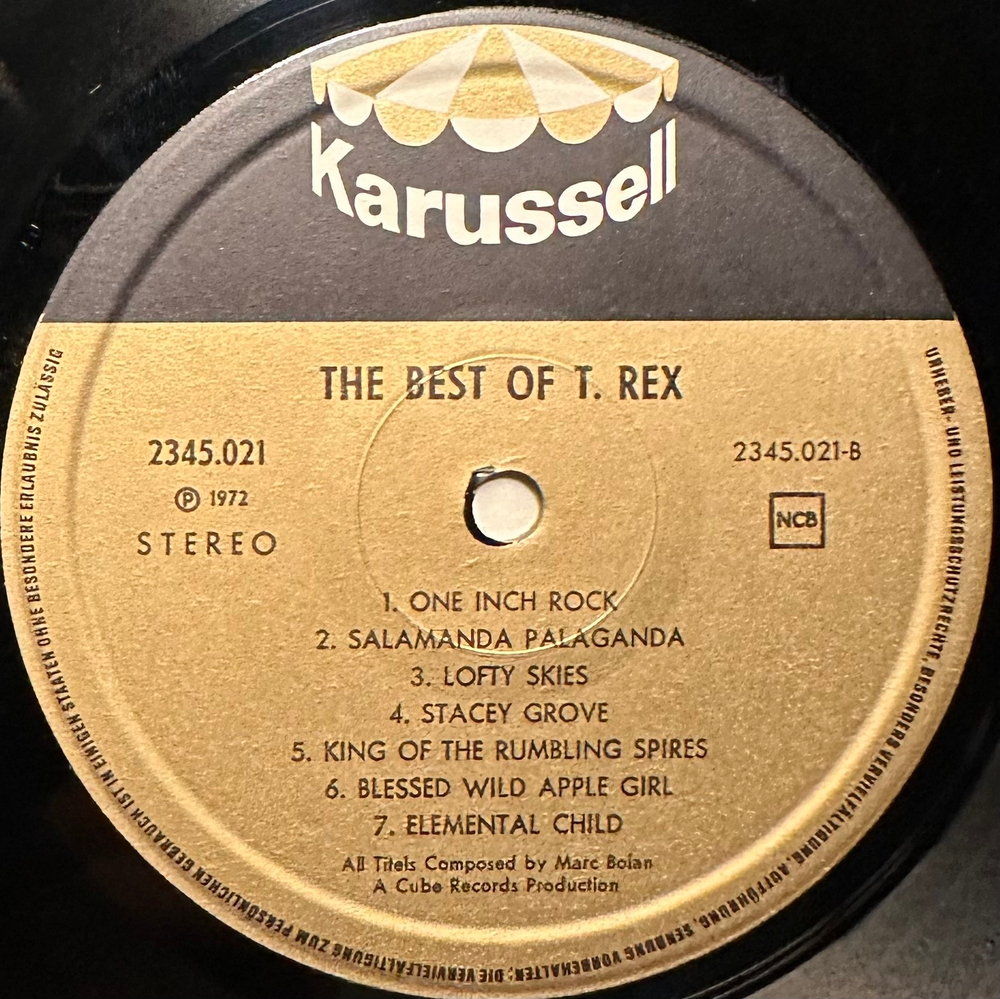 Karussell
THE BEST OF T. REX
2345.021
℗ 1972
STEREO
2345.021-B
NCB
1. ONE INCH ROCK
2. SALAMANDA PALAGANDA
3. LOFTY SKIES
4. STACEY GROVE
5. KING OF THE RUMBLING SPIRES
6. BLESSED WILD APPLE GIRL
7. ELEMENTAL CHILD
All Titels Composed by Marc Bolan
A Cube Records Production
URHEBER- UND LEISTUNGSSCHUTZRECHTE, BESONDERS VERVIELFÄLTIGUNG, AUFFÜHRUNG, SENDUNG VORBEHALTEN; DIE VERVIELFÄLTIGUNG ZUM PERSÖNLICHEN GEBRAUCH IST IN EINIGEN STAATEN OHNE BESONDERE ERLAUBNIS ZULÄSSIG